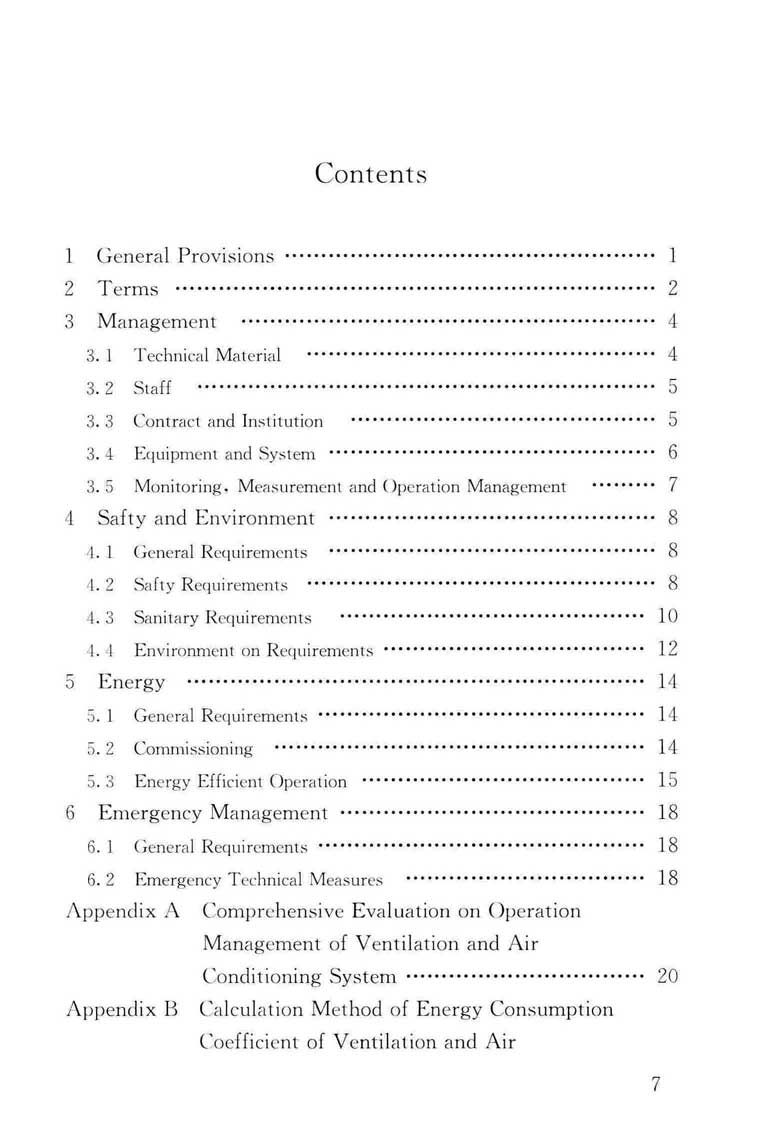 Contents
1 General Provisions ………………………………………… 1
2 Terms ………………………………………………………… 2
3 Management ………………………………………………… 4
3.1 Technical Material ………………………………………… 4
3.2 Staff ………………………………………………………… 5
3.3 Contract and Institution …………………………………… 5
3.4 Equipment and System ……………………………………… 6
3.5 Monitoring, Measurement and Operation Management ……… 7
4 Safty and Environment ……………………………………… 8
4.1 General Requirements ……………………………………… 8
4.2 Safty Requirements ………………………………………… 8
4.3 Sanitary Requirements …………………………………… 10
4.4 Environment on Requirements ……………………………… 12
5 Energy ……………………………………………………… 14
5.1 General Requirements ……………………………………… 14
5.2 Commissioning ……………………………………………… 14
5.3 Energy Efficient Operation ………………………………… 15
6 Emergency Management …………………………………… 18
6.1 General Requirements ……………………………………… 18
6.2 Emergency Technical Measures …………………………… 18
Appendix A Comprehensive Evaluation on Operation
Management of Ventilation and Air
Conditioning System …………………………… 20
Appendix B Calculation Method of Energy Consumption
Coefficient of Ventilation and Air
7